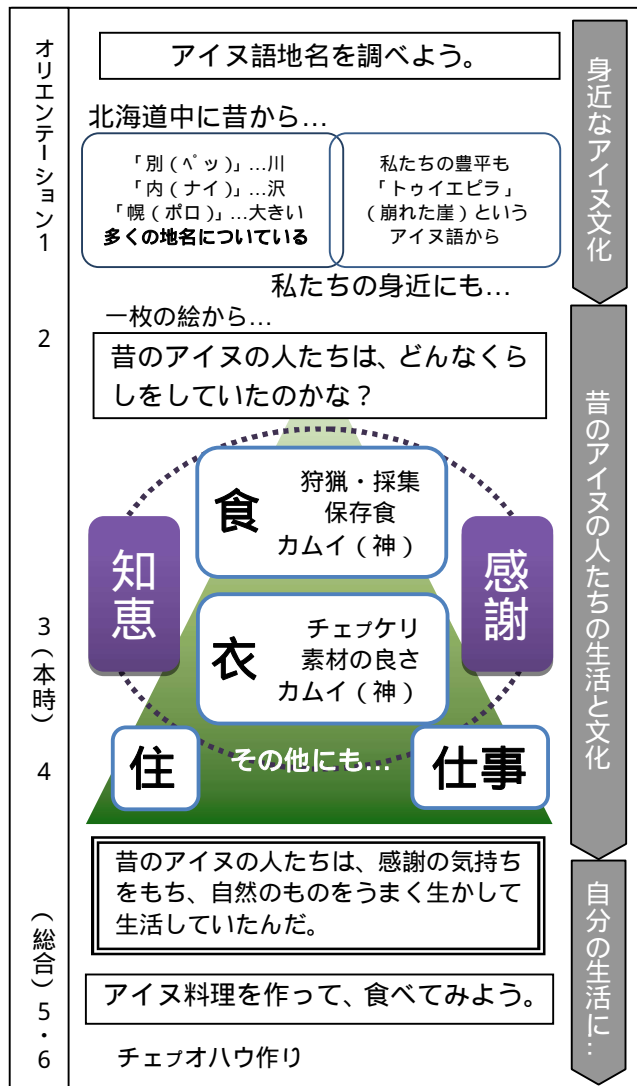 オリエンテーション1
アイヌ語地名を調べよう。
身近なアイヌ文化
北海道中に昔から…
「別(ペッ)」…川
「内(ナイ)」…沢
「幌(ポロ)」…大きい
多くの地名についている
私たちの豊平も
「トゥイエピラ」
(崩れた崖)という
アイヌ語から
私たちの身近にも…
2
一枚の絵から…
昔のアイヌの人たちは、どんなくら
しをしていたのかな?
昔のアイヌの人たちの生活と文化
食
狩猟・採集
保存食
カムイ(神)
知恵
感謝
3(本時)
衣
チェㇷ゚ケリ
素材の良さ
カムイ(神)
4
住
その他にも…
仕事
昔のアイヌの人たちは、感謝の気持ち
をもち、自然のものをうまく生かして
生活していたんだ。
自分の生活に…
(総合)5・6
アイヌ料理を作って、食べてみよう。
チェㇷ゚オハウ作り